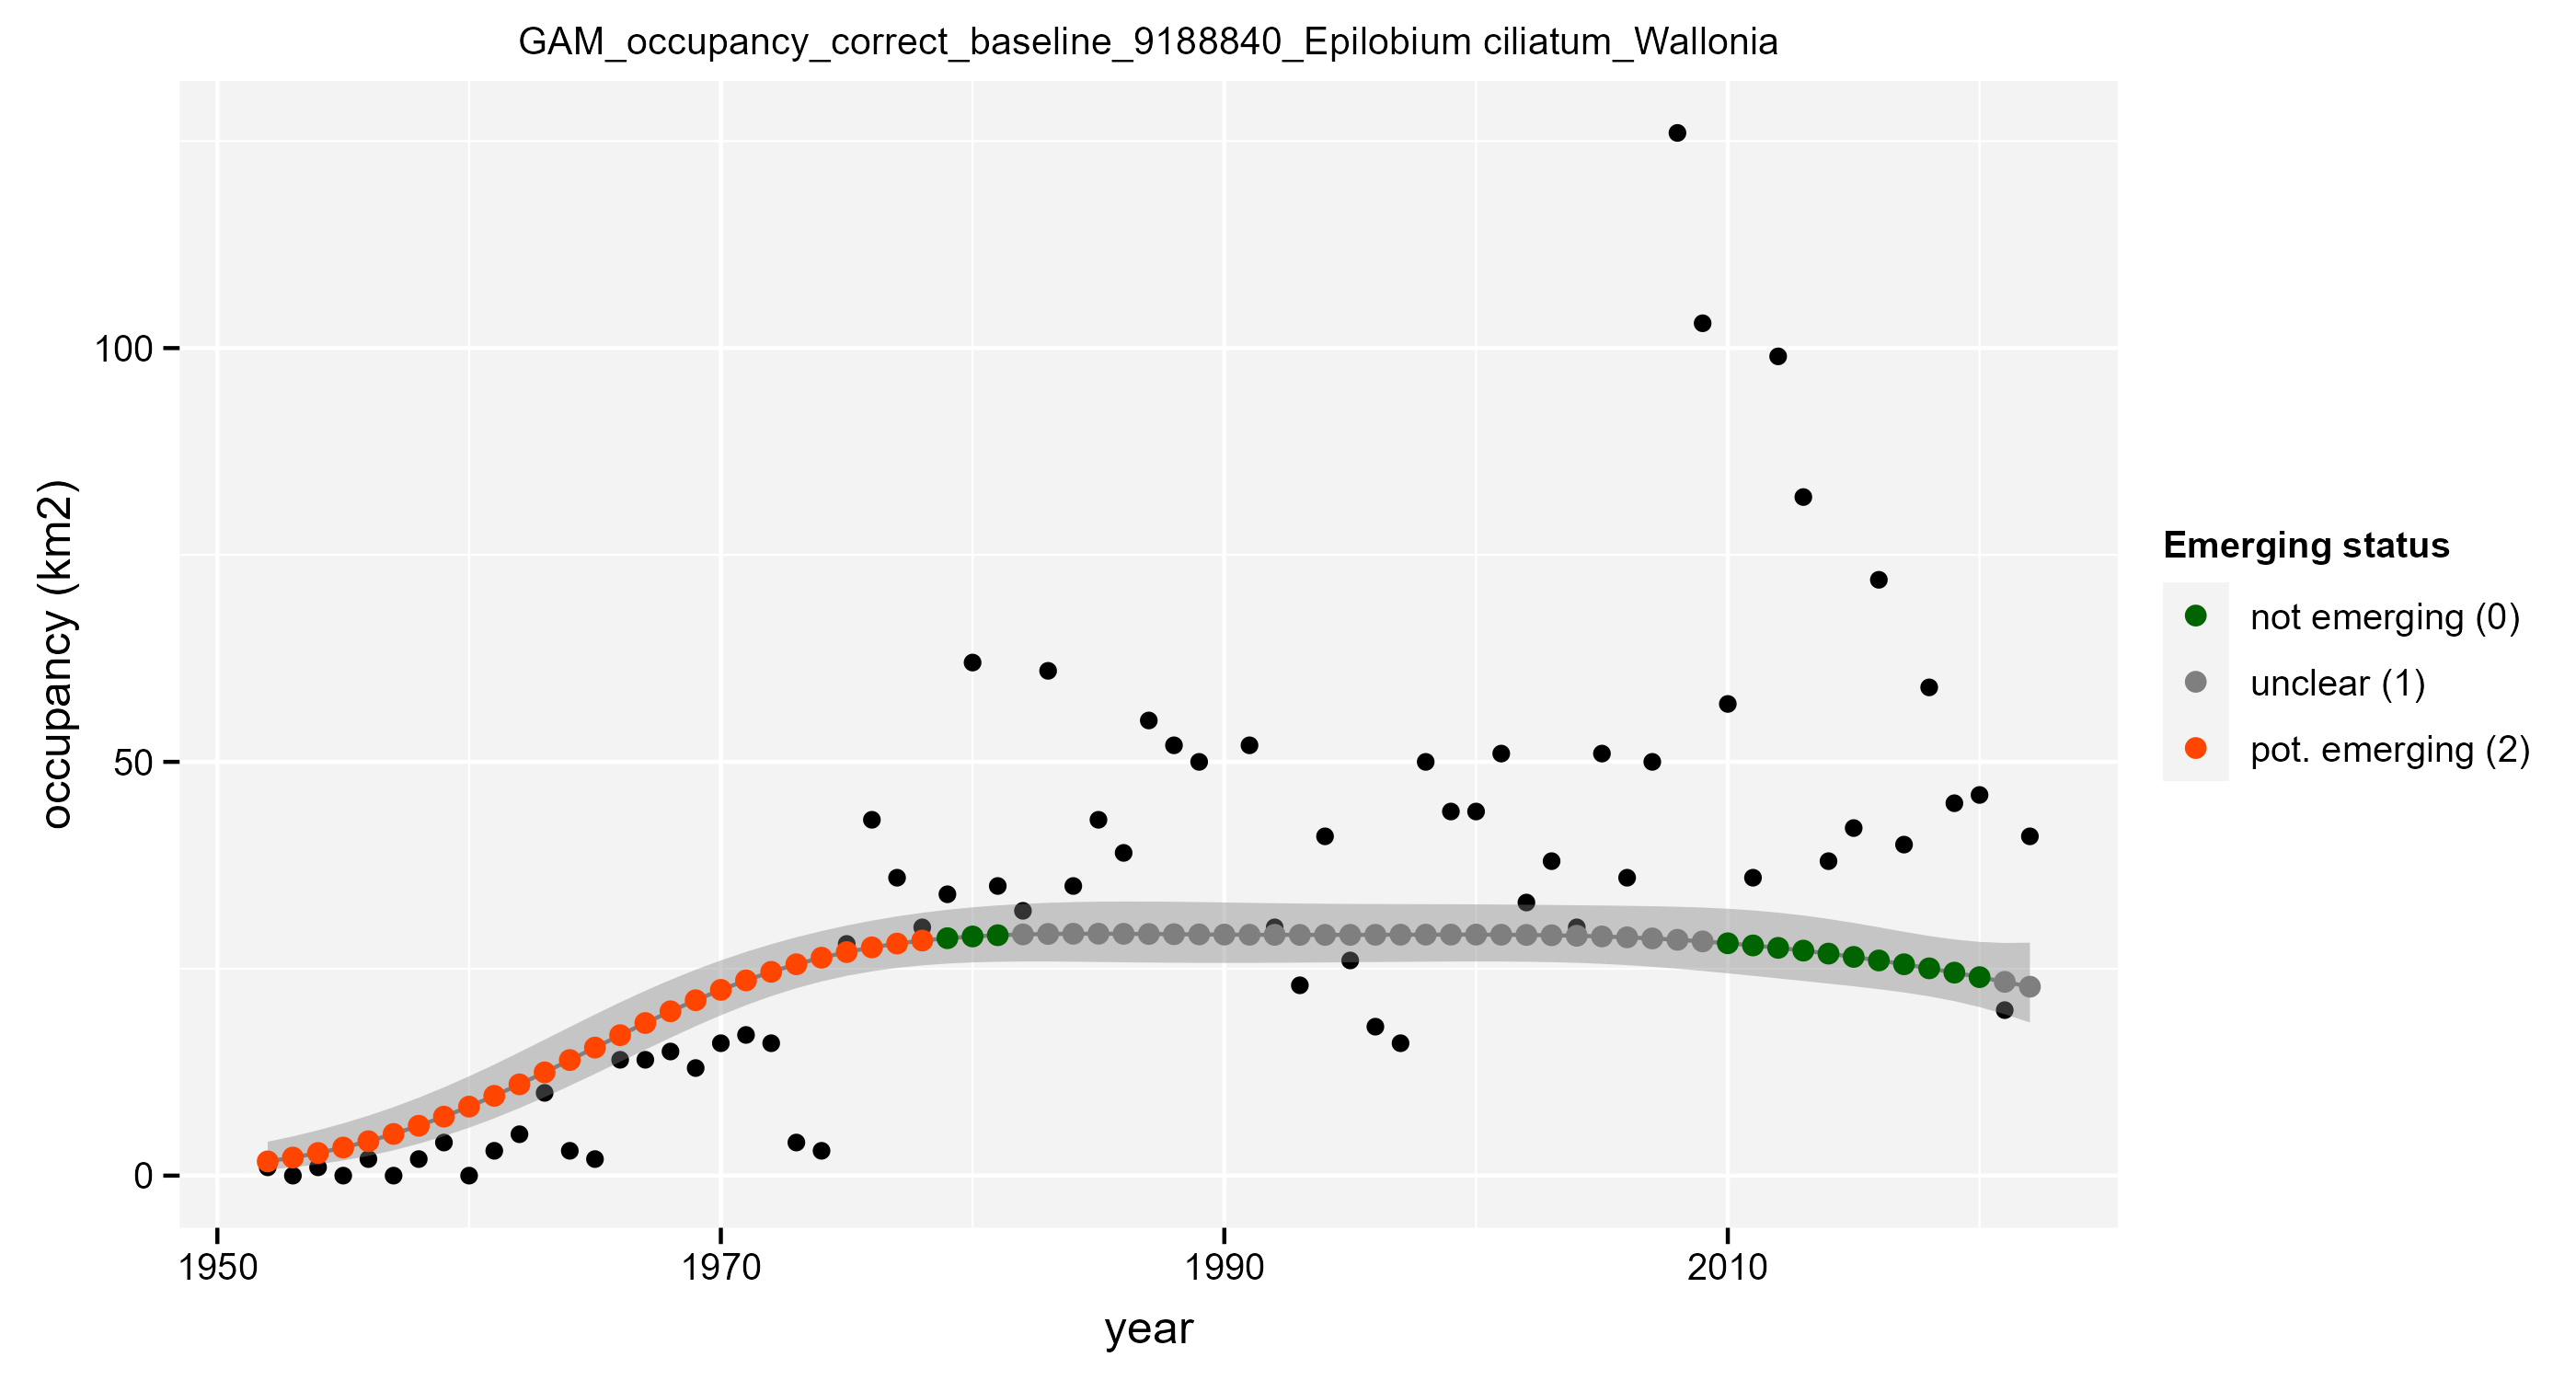 GAM_occupancy_correct_baseline_9188840_Epilobium ciliatum_Wallonia
occupancy (km2)
100
50
0
1950
1970
1990
2010
year
Emerging status
not emerging (0)
unclear (1)
pot. emerging (2)